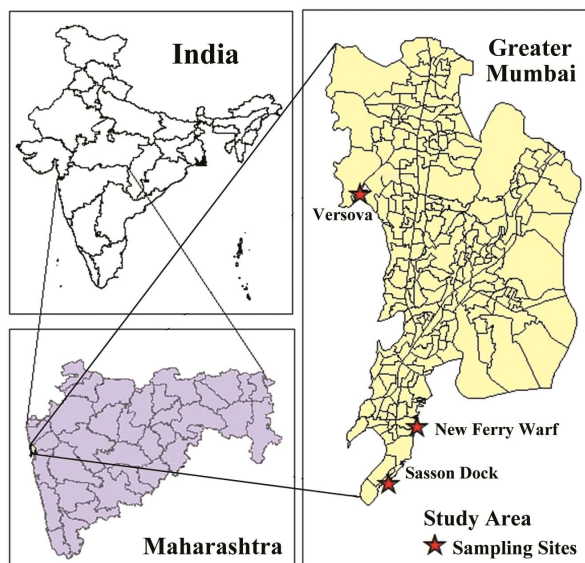 India
Greater
Mumbai
Versova
New Ferry Warf
Sasson Dock
Maharashtra
Study Area
Sampling Sites